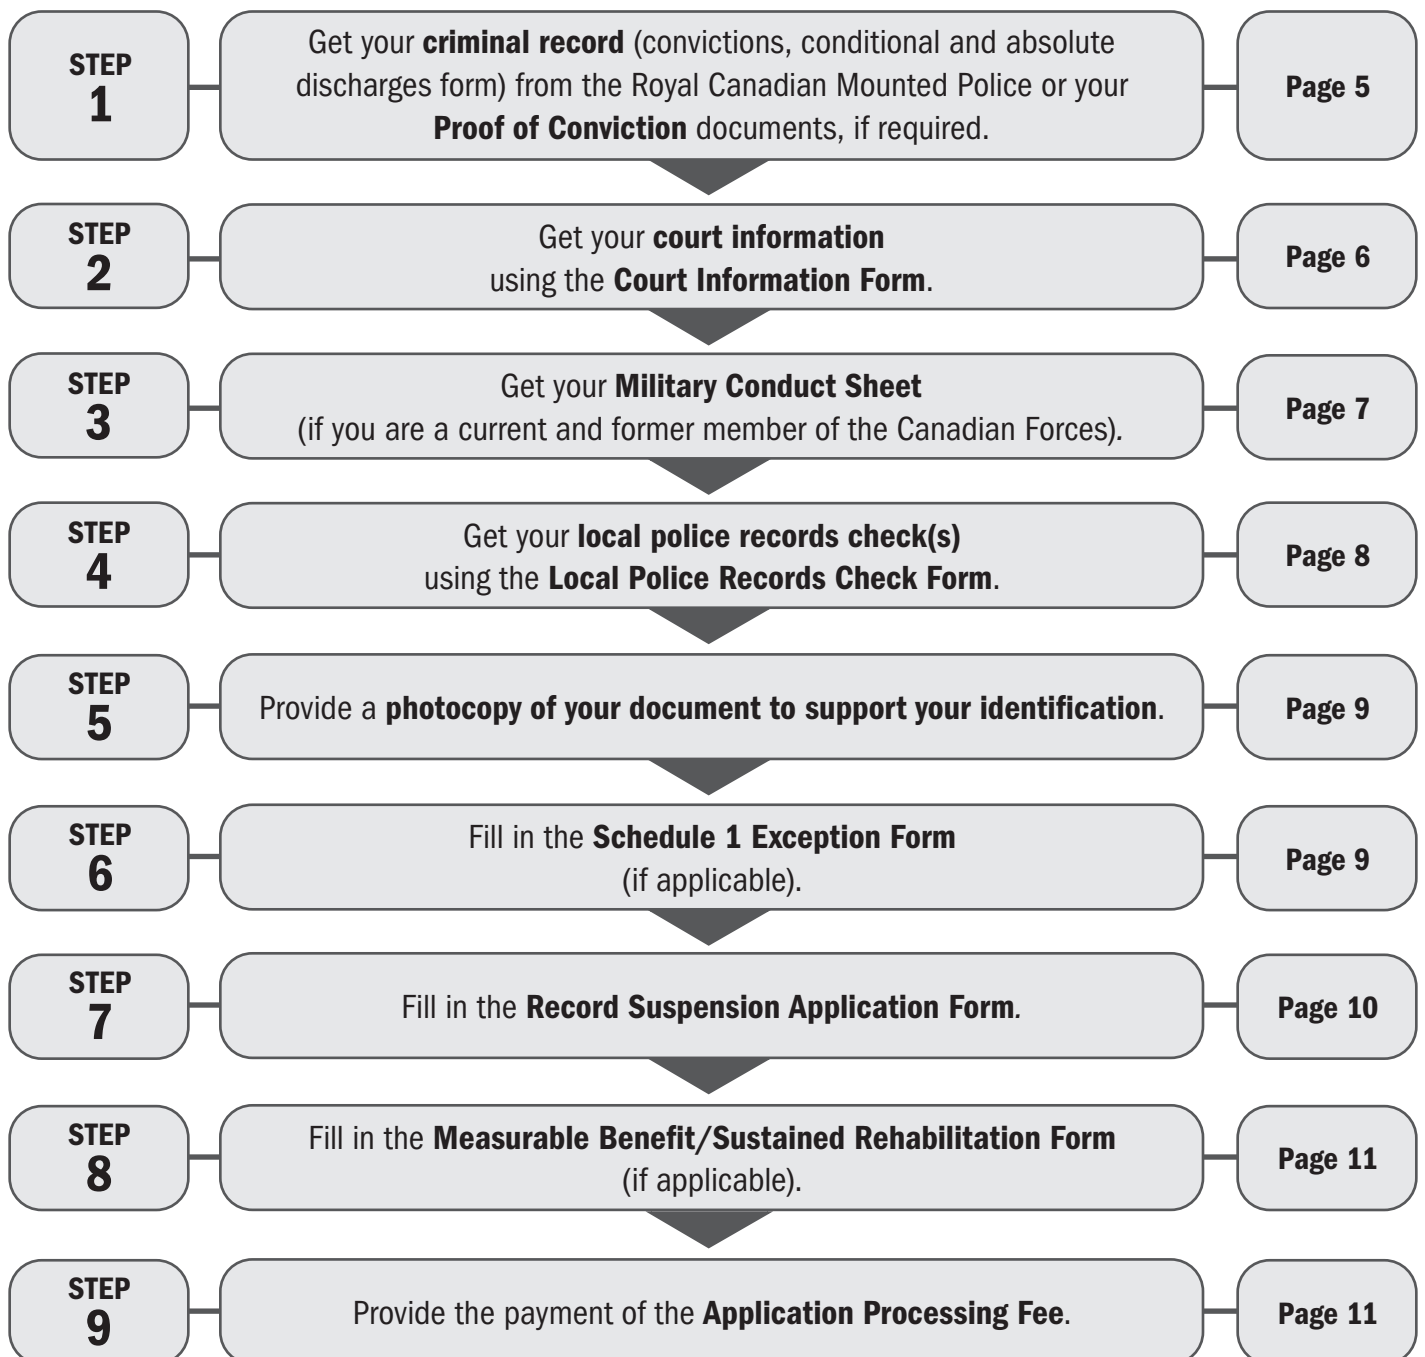 STEP
1
Get your criminal record (convictions, conditional and absolute
discharges form) from the Royal Canadian Mounted Police or your
Proof of Conviction documents, if required.
Page 5
STEP
2
Get your court information
using the Court Information Form.
Page 6
STEP
3
Get your Military Conduct Sheet
(if you are a current and former member of the Canadian Forces).
Page 7
STEP
4
Get your local police records check(s)
using the Local Police Records Check Form.
Page 8
STEP
5
Provide a photocopy of your document to support your identification.
Page 9
STEP
6
Fill in the Schedule 1 Exception Form
(if applicable).
Page 9
STEP
7
Fill in the Record Suspension Application Form.
Page 10
STEP
8
Fill in the Measurable Benefit/Sustained Rehabilitation Form
(if applicable).
Page 11
STEP
9
Provide the payment of the Application Processing Fee.
Page 11